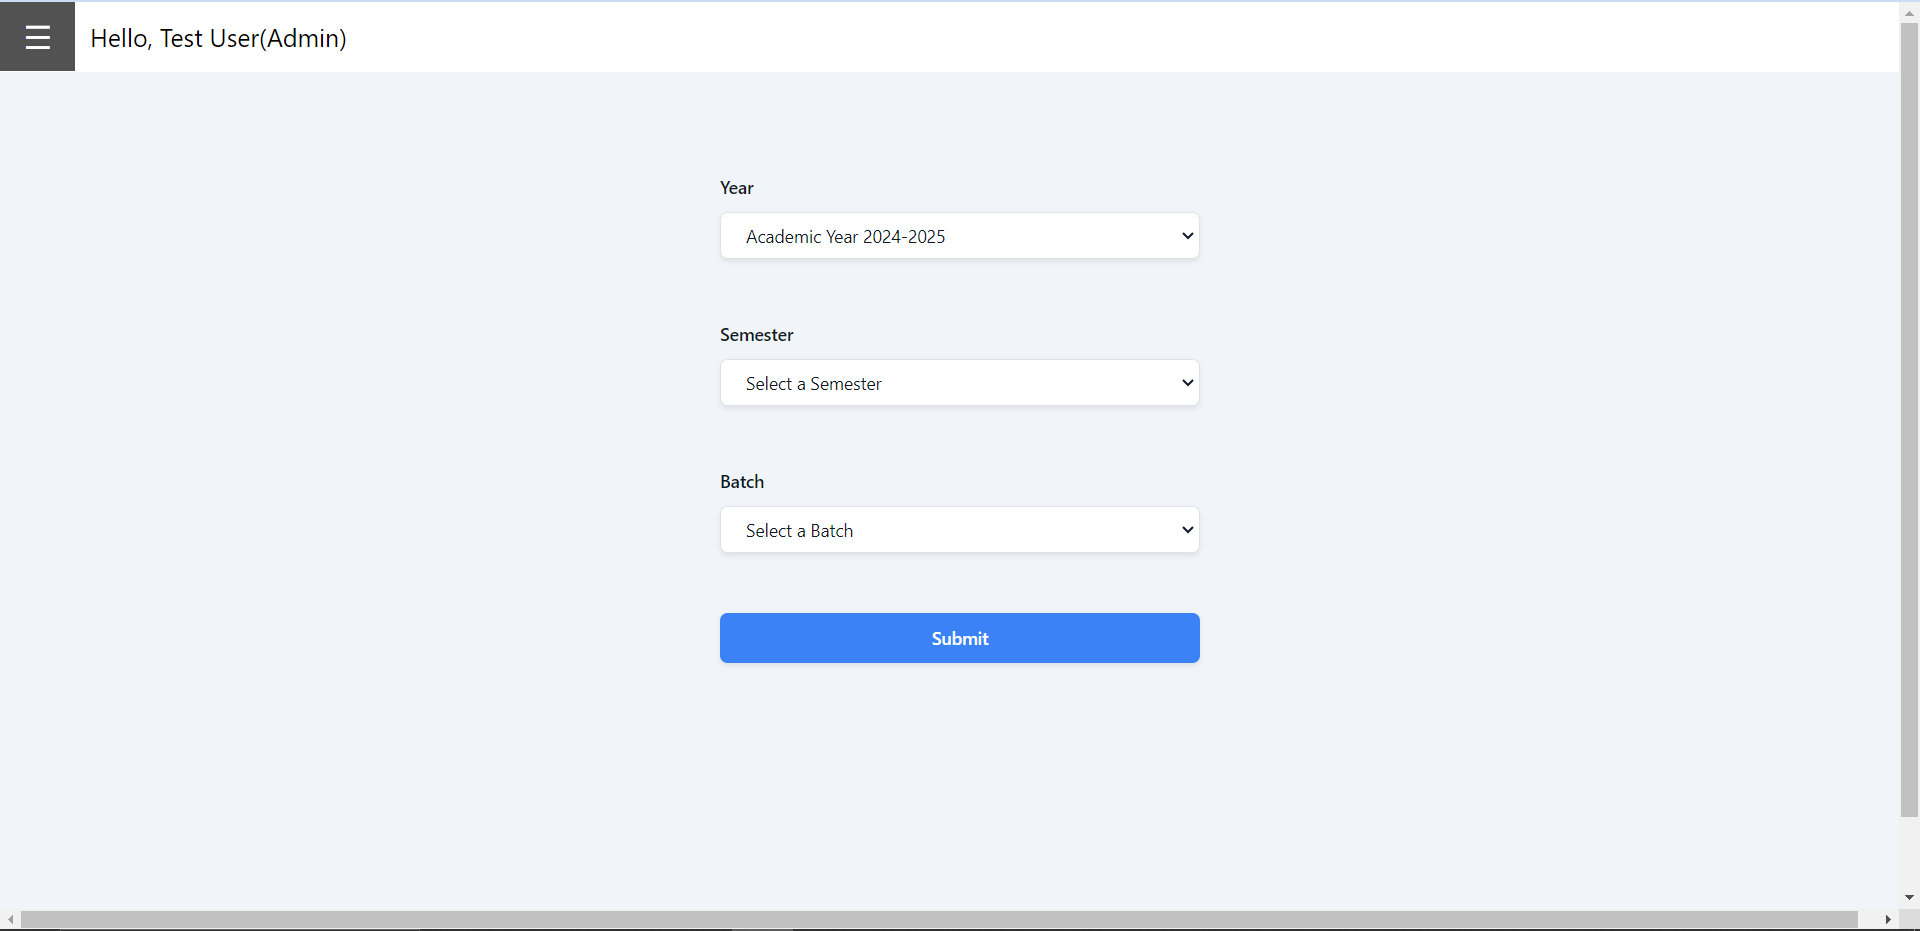 Hello, Test User(Admin)
Year
Academic Year 2024-2025
Semester
Select a Semester
Batch
Select a Batch
Submit